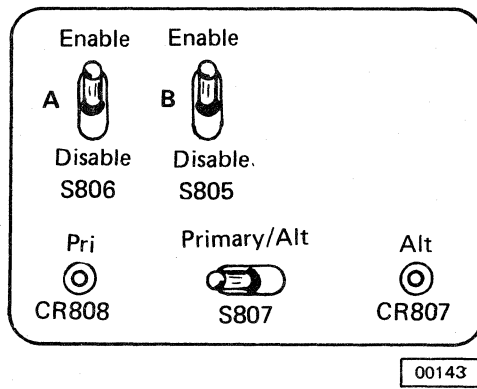 Enable Enable
A B
Disable Disable.
S806 S805
Pri Primary/Alt Alt
CR808 S807 CR807
00143